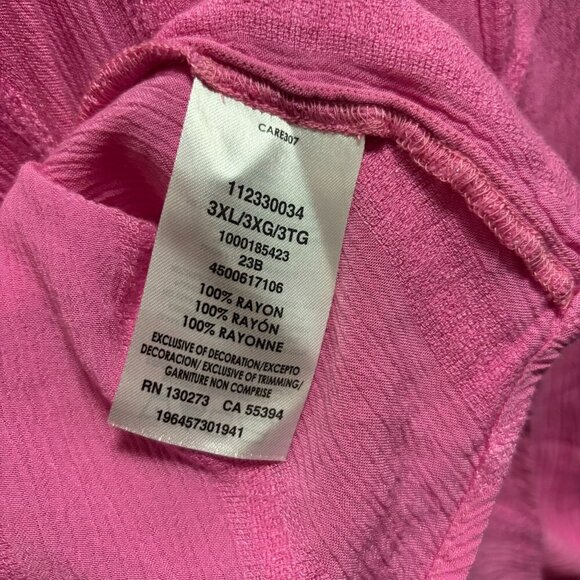 CARE307
112330034
3XL/3XG/3TG
1000185423
23B
4500617106
100% RAYON
100% RAYÓN
100% RAYONNE
EXCLUSIVE OF DECORATION/EXCEPTO
DECORACION/ EXCLUSIVE OF TRIMMING/
GARNITURE NON COMPRISE
RN 130273 CA 55394
196457301941